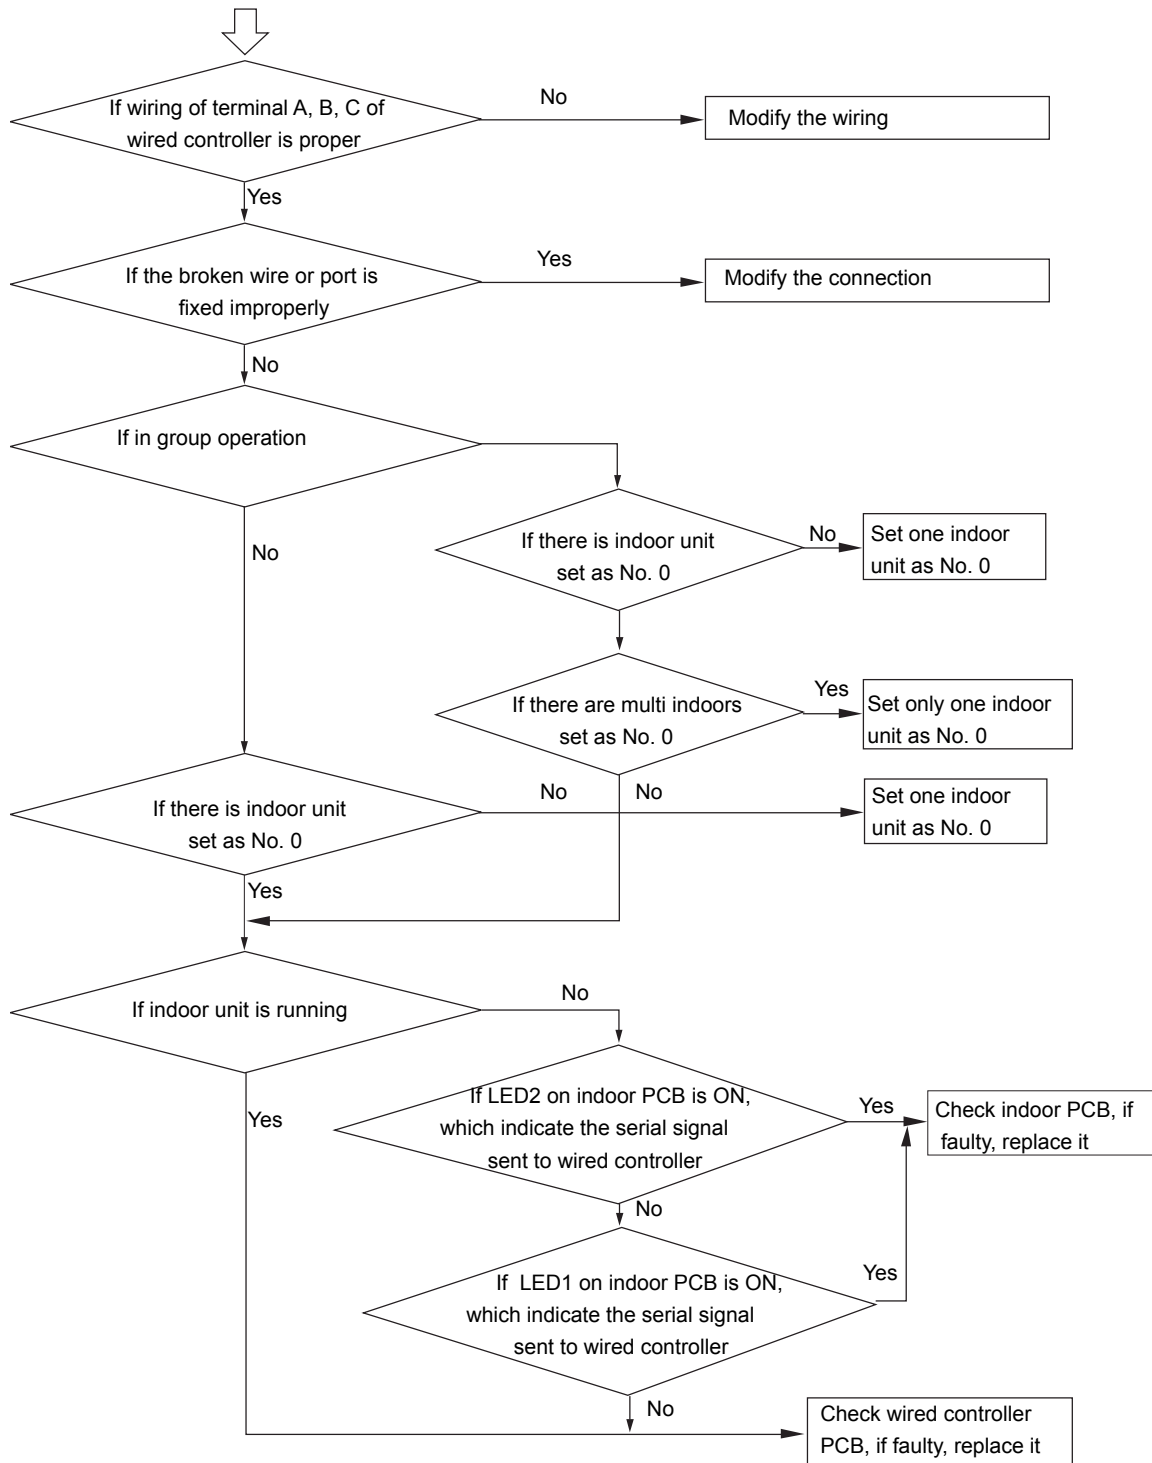 If wiring of terminal A, B, C of
wired controller is proper
No
Modify the wiring
Yes
If the broken wire or port is
fixed improperly
Yes
Modify the connection
No
If in group operation
No
If there is indoor unit
set as No. 0
No
Set one indoor
unit as No. 0
If there are multi indoors
set as No. 0
Yes
Set only one indoor
unit as No. 0
If there is indoor unit
set as No. 0
No
No
Set one indoor
unit as No. 0
Yes
If indoor unit is running
No
Yes
If LED2 on indoor PCB is ON,
which indicate the serial signal
sent to wired controller
Yes
Check indoor PCB, if
faulty, replace it
No
If LED1 on indoor PCB is ON,
which indicate the serial signal
sent to wired controller
Yes
No
Check wired controller
PCB, if faulty, replace it